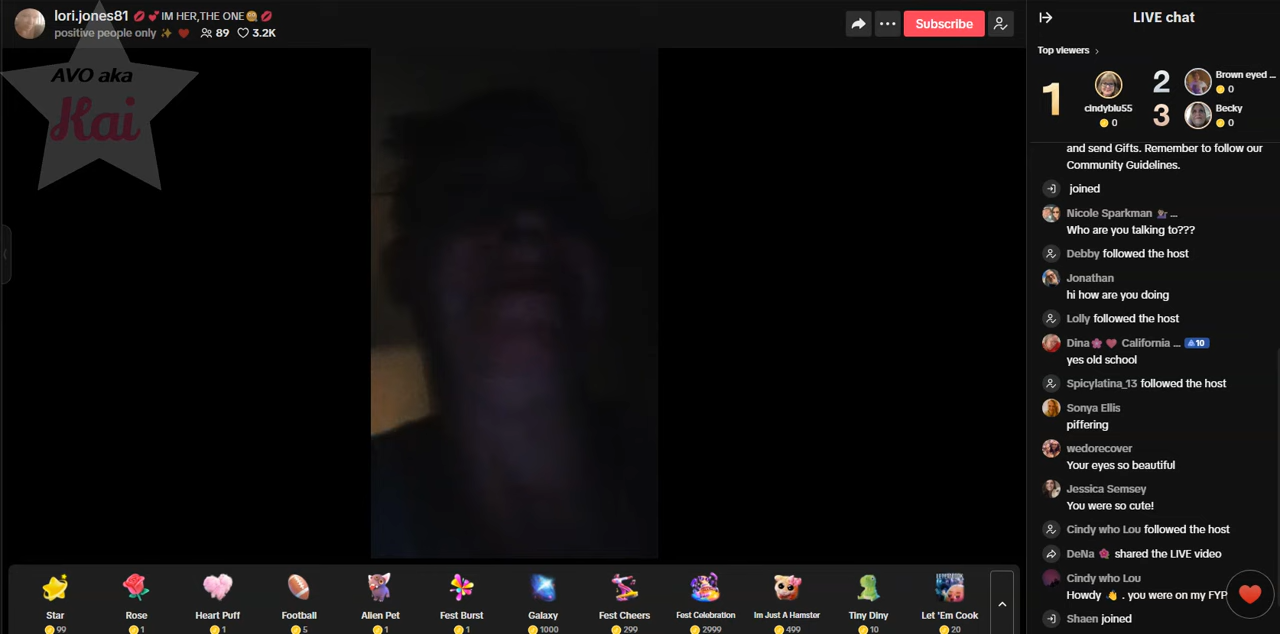 lori.jones81 💋💕IM HER,THE ONE😊💋
positive people only ✨ ❤️ 89 3.2K
Subscribe
AVO aka
Kai
LIVE chat
Top viewers >
1 cindyblu55 0
2 Brown eyed ... 0
3 Becky 0
and send Gifts. Remember to follow our
Community Guidelines.
joined
Nicole Sparkman ...
Who are you talking to???
Debby followed the host
Jonathan
hi how are you doing
Lolly followed the host
Dina🌸 ❤️ California ... 10
yes old school
Spicylatina_13 followed the host
Sonya Ellis
piffering
wedorecover
Your eyes so beautiful
Jessica Semsey
You were so cute!
Cindy who Lou followed the host
DeNa 🌺 shared the LIVE video
Cindy who Lou
Howdy 👋 . you were on my FYP
Shaen joined
Star Rose Heart Puff Football Alien Pet Fest Burst Galaxy Fest Cheers Fest Celebration Im Just A Hamster Tiny Diny Let 'Em Cook
99 1 1 5 1 1 1000 299 2999 499 10 20